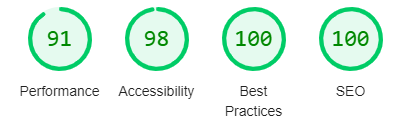 91 98 100 100
Performance Accessibility Best SEO
Practices